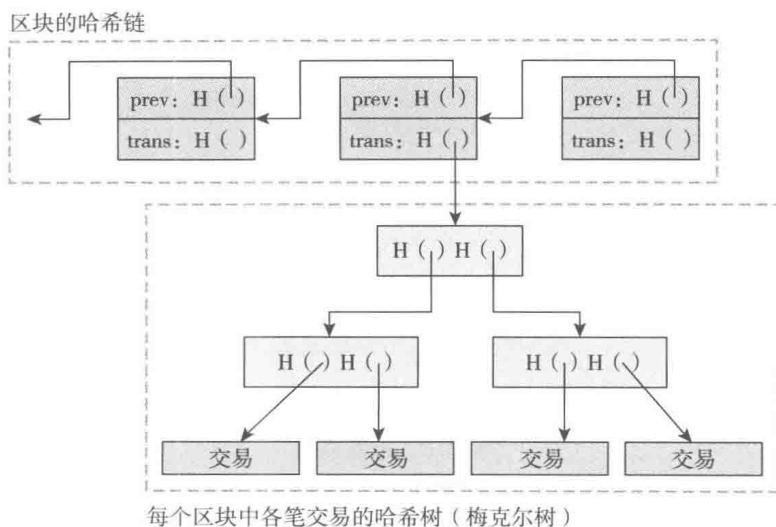 区块的哈希链
prev：H（ ） prev：H（ ） prev：H（ ）
trans：H（ ） trans：H（ ） trans：H（ ）
H（ ）H（ ）
H（ ）H（ ） H（ ）H（ ）
交易 交易 交易 交易
每个区块中各笔交易的哈希树（梅克尔树）